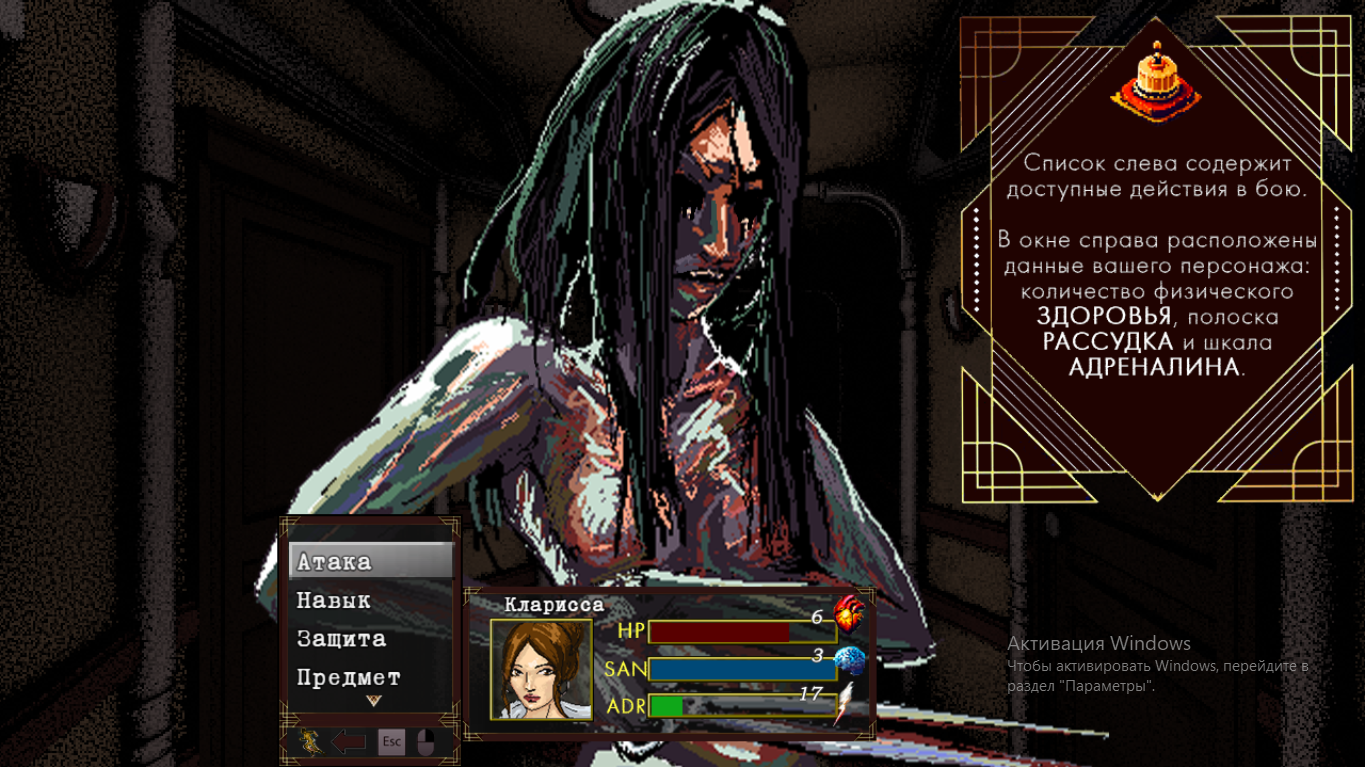 Список слева содержит
доступные действия в бою.
В окне справа расположены
данные вашего персонажа:
количество физического
ЗДОРОВЬЯ, полоска
РАССУДКА и шкала
АДРЕНАЛИНА.
Атака
Навык
Защита
Предмет
Esc
Кларисса
HP 6
SAN 3
ADR 17
Активация Windows
Чтобы активировать Windows, перейдите в
раздел "Параметры".